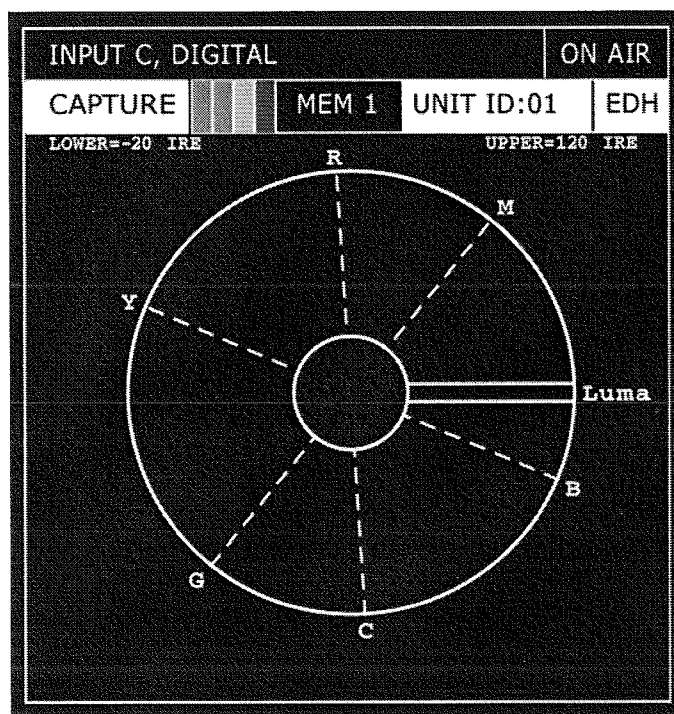 INPUT C, DIGITAL ON AIR
CAPTURE MEM 1 UNIT ID:01 EDH
LOWER=-20 IRE UPPER=120 IRE
R
M
Y
Luma
B
G
C